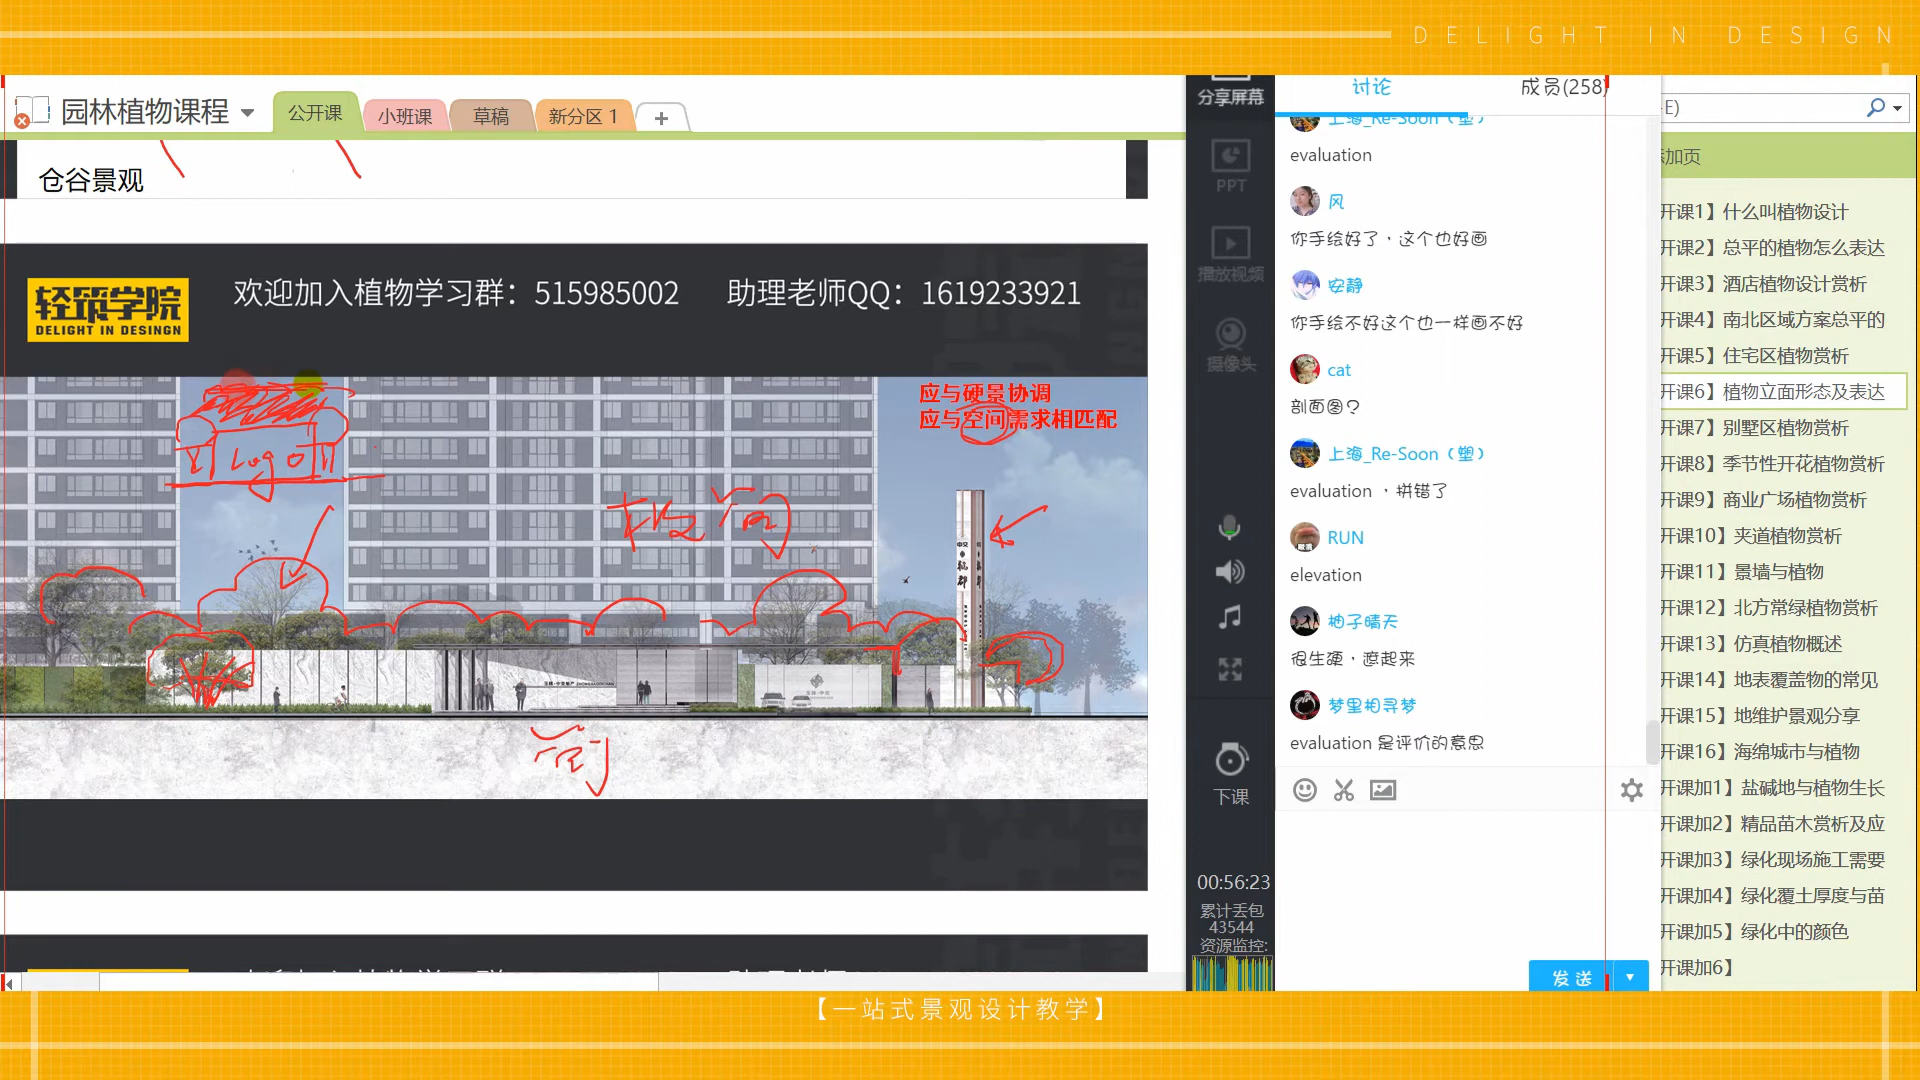 DELIGHT IN DESIGN
园林植物课程
公开课
小班课
草稿
新分区 1
仓谷景观
轻筑学院
DELIGHT IN DESINGN
欢迎加入植物学习群：515985002
助理老师QQ：1619233921
应与硬景协调
应与空间需求相匹配
Logo
分享屏幕
PPT
播放视频
摄像头
下课
00:56:23
累计丢包
43544
资源监控:
讨论
成员(258)
上海_Re-Soon（塑）
evaluation
风
你手绘好了，这个也好画
安静
你手绘不好这个也一样画不好
cat
剖面图？
上海_Re-Soon（塑）
evaluation ，拼错了
RUN
elevation
柚子晴天
很生硬，遮起来
梦里相寻梦
evaluation 是评价的意思
发送
E)
加页
开课1】什么叫植物设计
开课2】总平的植物怎么表达
开课3】酒店植物设计赏析
开课4】南北区域方案总平的
开课5】住宅区植物赏析
开课6】植物立面形态及表达
开课7】别墅区植物赏析
开课8】季节性开花植物赏析
开课9】商业广场植物赏析
开课10】夹道植物赏析
开课11】景墙与植物
开课12】北方常绿植物赏析
开课13】仿真植物概述
开课14】地表覆盖物的常见
开课15】地维护景观分享
开课16】海绵城市与植物
开课加1】盐碱地与植物生长
开课加2】精品苗木赏析及应
开课加3】绿化现场施工需要
开课加4】绿化覆土厚度与苗
开课加5】绿化中的颜色
开课加6】
【一站式景观设计教学】